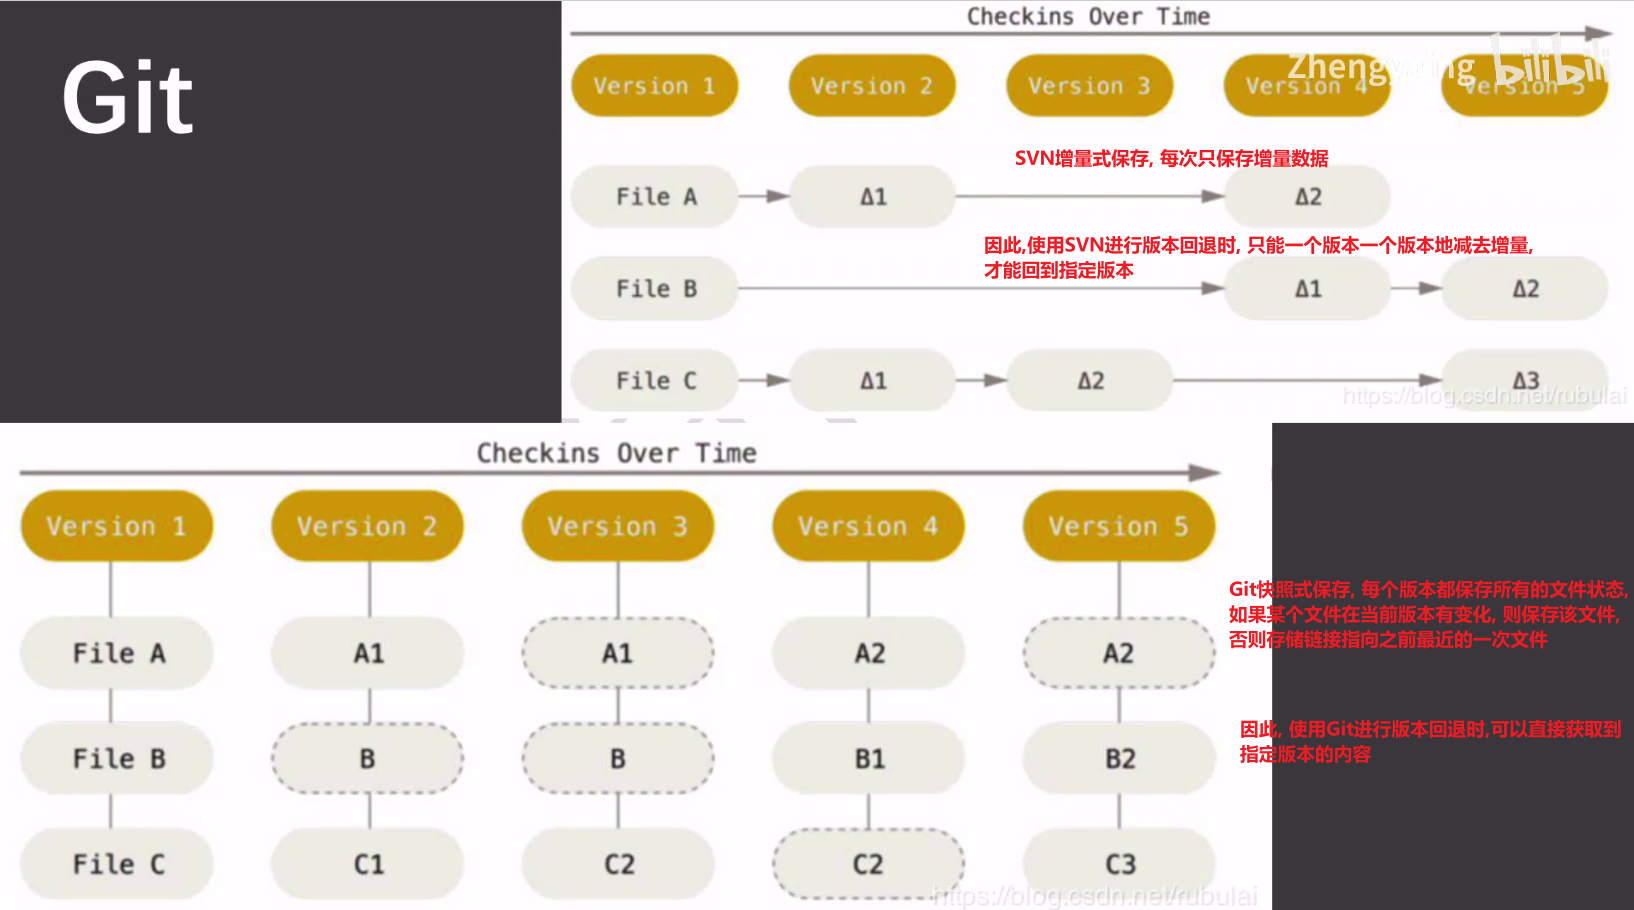 Git
Checkins Over Time
Zhengy
bilibili
Version 1 Version 2 Version 3 Version 4 Version 5
SVN增量式保存, 每次只保存增量数据
File A Δ1 Δ2
因此,使用SVN进行版本回退时, 只能一个版本一个版本地减去增量,
才能回到指定版本
File B Δ1 Δ2
File C Δ1 Δ2 Δ3
https://blog.csdn.net/rubulai
Checkins Over Time
Version 1 Version 2 Version 3 Version 4 Version 5
Git快照式保存, 每个版本都保存所有的文件状态,
如果某个文件在当前版本有变化, 则保存该文件,
否则存储链接指向之前最近的一次文件
File A A1 A1 A2 A2
因此, 使用Git进行版本回退时,可以直接获取到
指定版本的内容
File B B B B1 B2
File C C1 C2 C2 C3
https://blog.csdn.net/rubulai